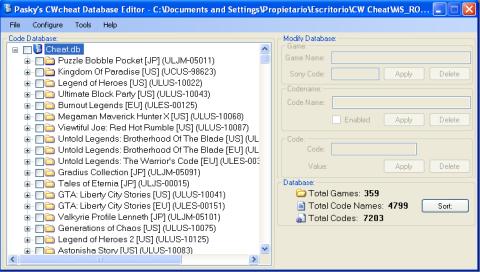 Pasky's CWcheat Database Editor - C:\Documents and Settings\Propietario\Escritorio\CW Cheat\MS_RO...
File Configure Tools Help
Code Database:
Cheat.db
Puzzle Bobble Pocket [JP] (ULJM-05011)
Kingdom Of Paradise [US] (UCUS-98623)
Legend of Heroes [US] (ULUS-10022)
Ultimate Block Party [US] (ULUS-10043)
Burnout Legends [EU] (ULES-00125)
Megaman Maverick Hunter X [US] (ULUS-10068)
Viewtiful Joe: Red Hot Rumble [US] (ULUS-10087)
Untold Legends: Brotherhood Of The Blade [US] (UL
Untold Legends: Brotherhood Of The Blade [EU] (UL
Untold Legends: The Warrior's Code [EU] (ULES-003
Gradius Collection [JP] (ULJM-05091)
Tales of Eternia [JP] (ULJS-00015)
GTA: Liberty City Stories [US] (ULUS-10041)
GTA: Liberty City Stories [EU] (ULES-00151)
Valkyrie Profile Lenneth [JP] (ULJM-05101)
Generations of Chaos [US] (ULUS-10075)
Legend of Heroes 2 [US] (ULUS-10125)
Astonishia Story [US] (ULUS-10083)
Modify Database:
Game:
Game Name:
Sony Code: Apply Delete
Codename:
Code Name:
Enabled Apply Delete
Code:
Code:
Value: Apply Delete
Database:
Total Games: 359
Total Code Names: 4799 Sort:
Total Codes: 7203